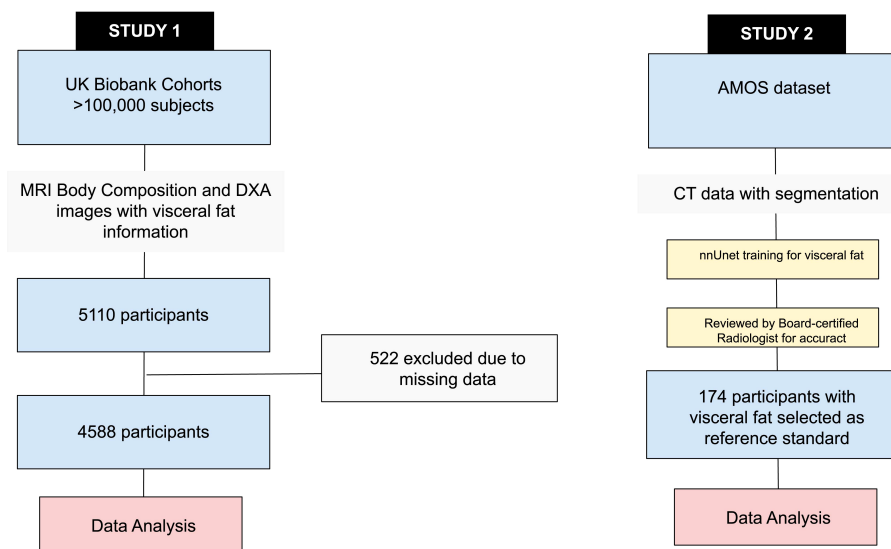 STUDY 1
UK Biobank Cohorts
>100,000 subjects
MRI Body Composition and DXA
images with visceral fat
information
5110 participants
522 excluded due to
missing data
4588 participants
Data Analysis
STUDY 2
AMOS dataset
CT data with segmentation
nnUnet training for visceral fat
Reviewed by Board-certified
Radiologist for accuract
174 participants with
visceral fat selected as
reference standard
Data Analysis